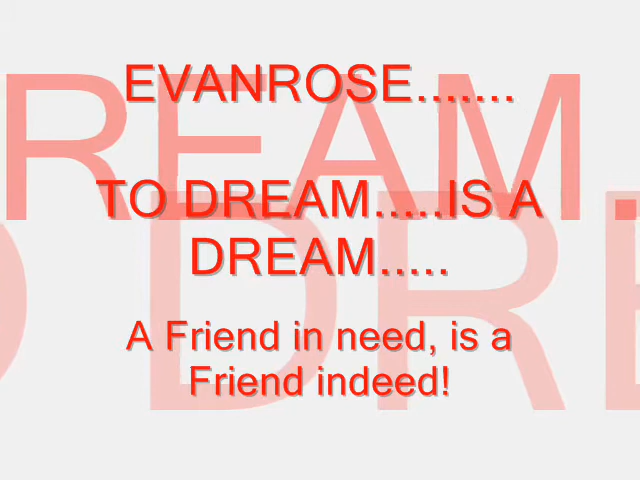 EVANROSE.......
TO DREAM.....IS A
DREAM.....
A Friend in need, is a
Friend indeed!